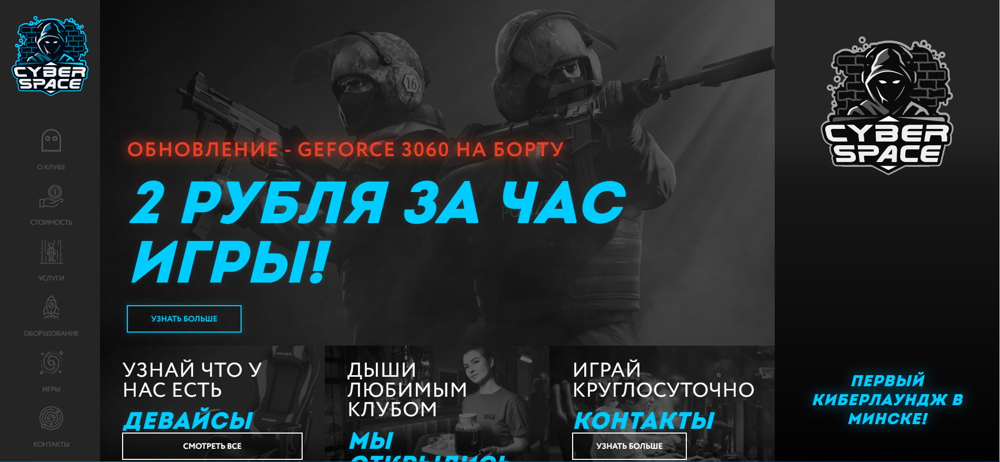 CYBER
SPACE
О КЛУБЕ
СТОИМОСТЬ
УСЛУГИ
ОБОРУДОВАНИЕ
ИГРЫ
КОНТАКТЫ
16
ОБНОВЛЕНИЕ - GEFORCE 3060 НА БОРТУ
2 РУБЛЯ ЗА ЧАС
ИГРЫ!
УЗНАТЬ БОЛЬШЕ
УЗНАЙ ЧТО У
НАС ЕСТЬ
ДЕВАЙСЫ
СМОТРЕТЬ ВСЕ
ДЫШИ
ЛЮБИМЫМ
КЛУБОМ
МЫ
ОТКРЫЛИСЬ
ИГРАЙ
КРУГЛОСУТОЧНО
КОНТАКТЫ
УЗНАТЬ БОЛЬШЕ
CYBER
SPACE
ПЕРВЫЙ
КИБЕРЛАУНДЖ В
МИНСКЕ!